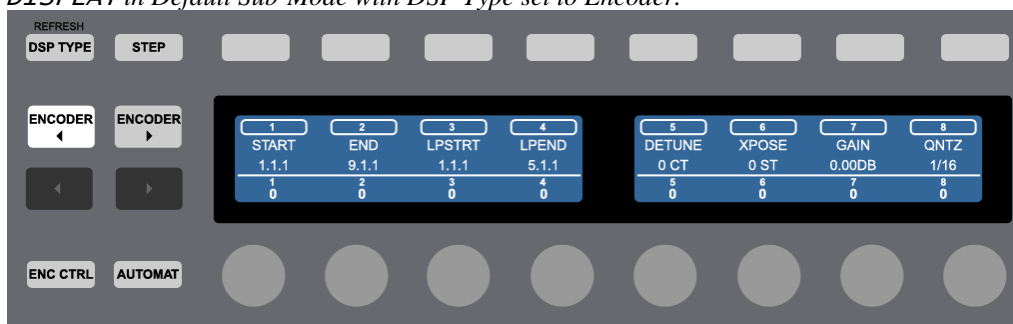 DISPLAY in Default Sub-Mode with DSP Type set to Encoder.
REFRESH
DSP TYPE STEP
ENCODER ENCODER
1 2 3 4 5 6 7 8
START END LPSTRT LPEND DETUNE XPOSE GAIN QNTZ
1.1.1 9.1.1 1.1.1 5.1.1 0 CT 0 ST 0.00DB 1/16
1 2 3 4 5 6 7 8
0 0 0 0 0 0 0 0
ENC CTRL AUTOMAT